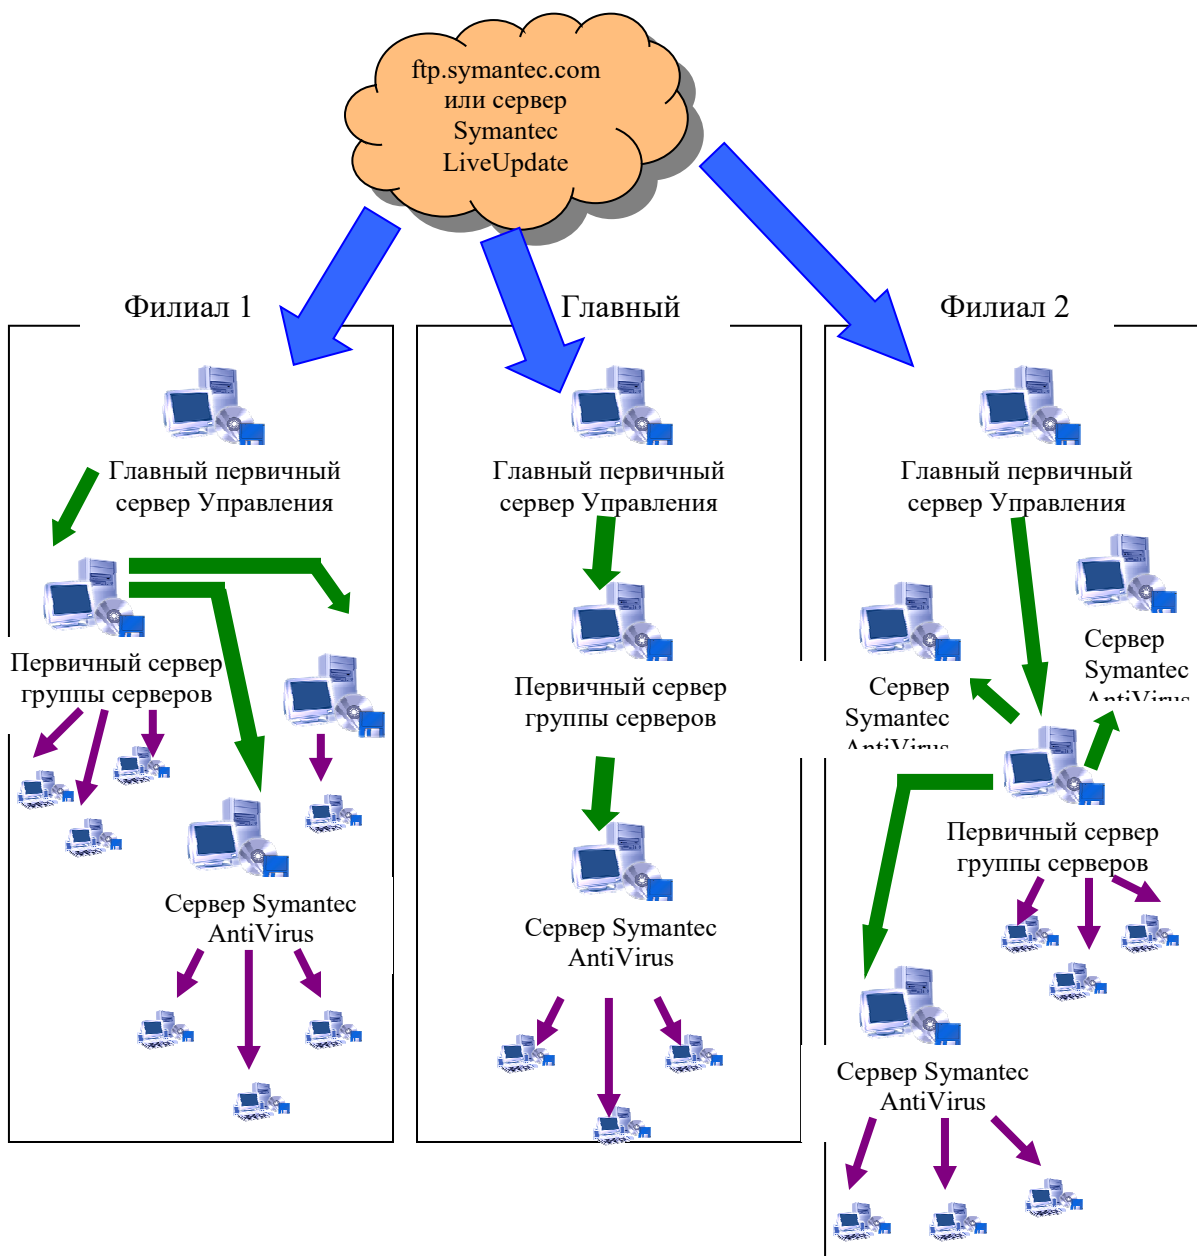 ftp.symantec.com
или сервер
Symantec
LiveUpdate
Филиал 1
Главный
Филиал 2
Главный первичный
сервер Управления
Главный первичный
сервер Управления
Главный первичный
сервер Управления
Первичный сервер
группы серверов
Первичный сервер
группы серверов
Сервер
Symantec
AntiVirus
Сервер
Symantec
AntiVirus
Первичный сервер
группы серверов
Сервер Symantec
AntiVirus
Сервер Symantec
AntiVirus
Сервер Symantec
AntiVirus